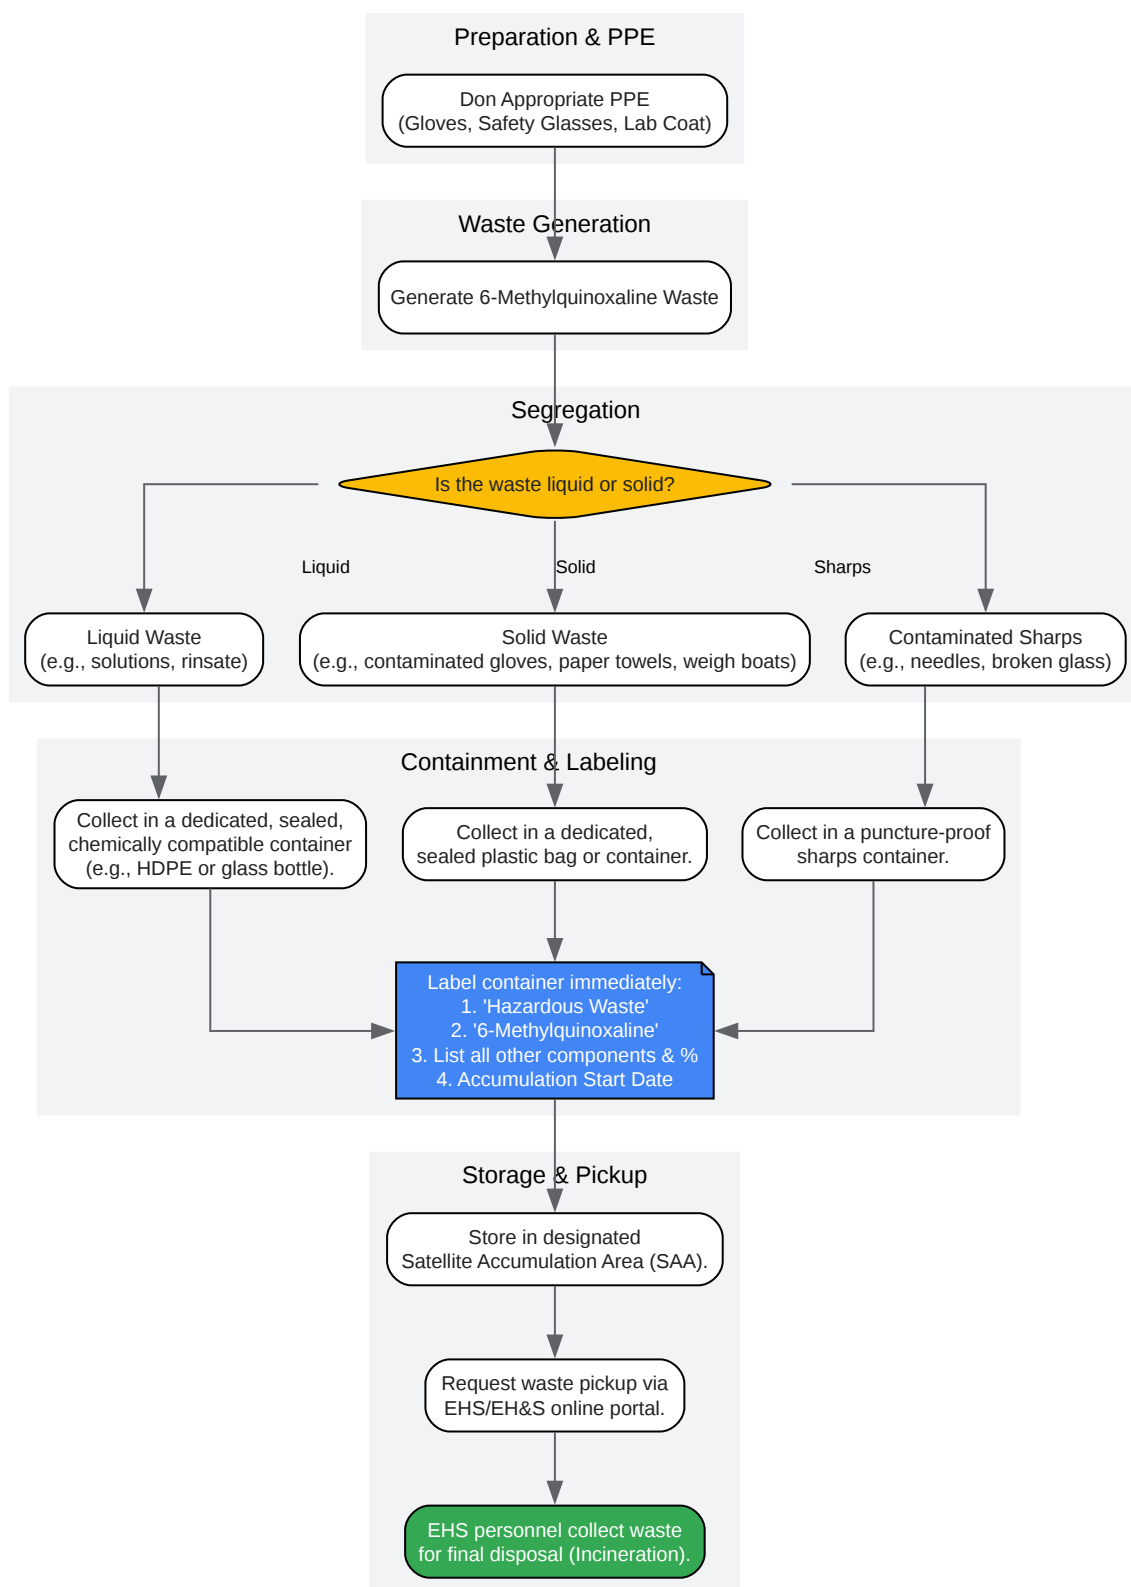 Preparation & PPE
Don Appropriate PPE
(Gloves, Safety Glasses, Lab Coat)
Waste Generation
Generate 6-Methylquinoxaline Waste
Segregation
Is the waste liquid or solid?
Liquid
Solid
Sharps
Liquid Waste
(e.g., solutions, rinsate)
Solid Waste
(e.g., contaminated gloves, paper towels, weigh boats)
Contaminated Sharps
(e.g., needles, broken glass)
Containment & Labeling
Collect in a dedicated, sealed,
chemically compatible container
(e.g., HDPE or glass bottle).
Collect in a dedicated,
sealed plastic bag or container.
Collect in a puncture-proof
sharps container.
Label container immediately:
1. 'Hazardous Waste'
2. '6-Methylquinoxaline'
3. List all other components & %
4. Accumulation Start Date
Storage & Pickup
Store in designated
Satellite Accumulation Area (SAA).
Request waste pickup via
EHS/EH&S online portal.
EHS personnel collect waste
for final disposal (Incineration).